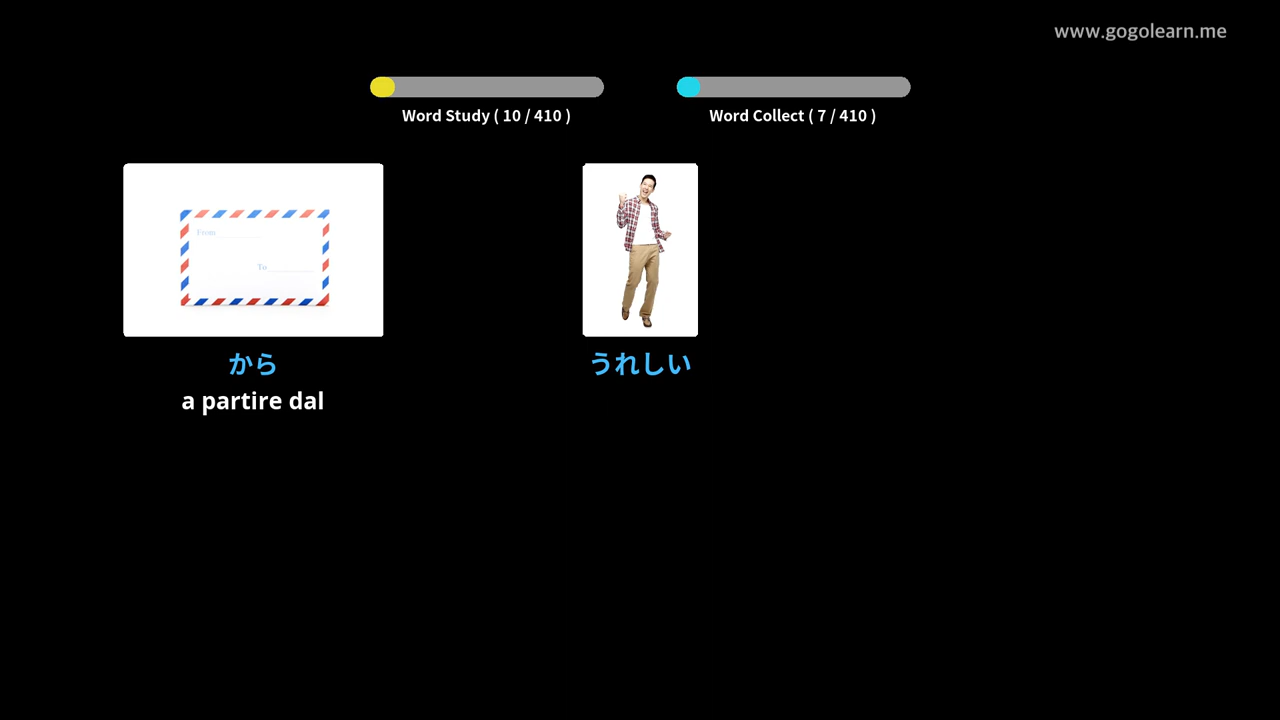 www.gogolearn.me
Word Study ( 10 / 410 )
Word Collect ( 7 / 410 )
From
To
から
a partire dal
うれしい